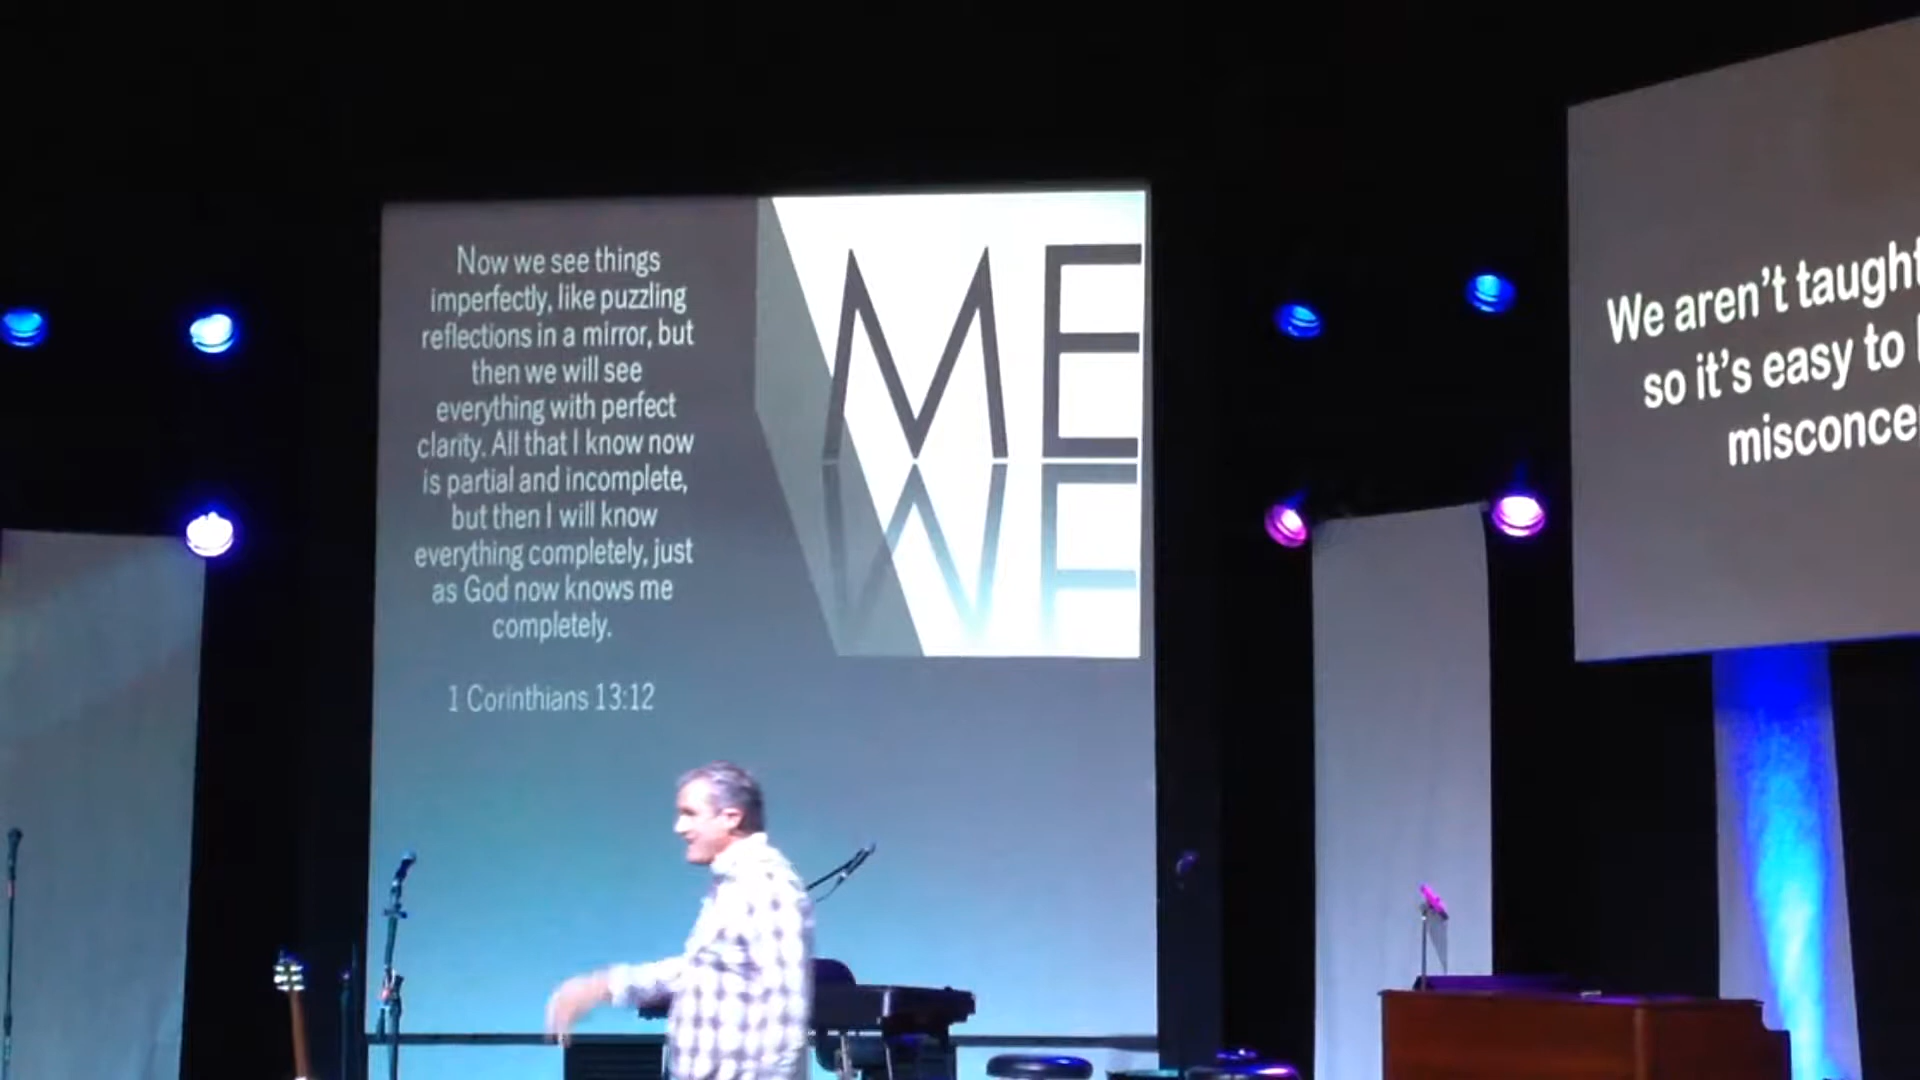 Now we see things
imperfectly, like puzzling
reflections in a mirror, but
then we will see
everything with perfect
clarity. All that I know now
is partial and incomplete,
but then I will know
everything completely, just
as God now knows me
completely.
1 Corinthians 13:12
ME
WE
We aren't taught
so it's easy to